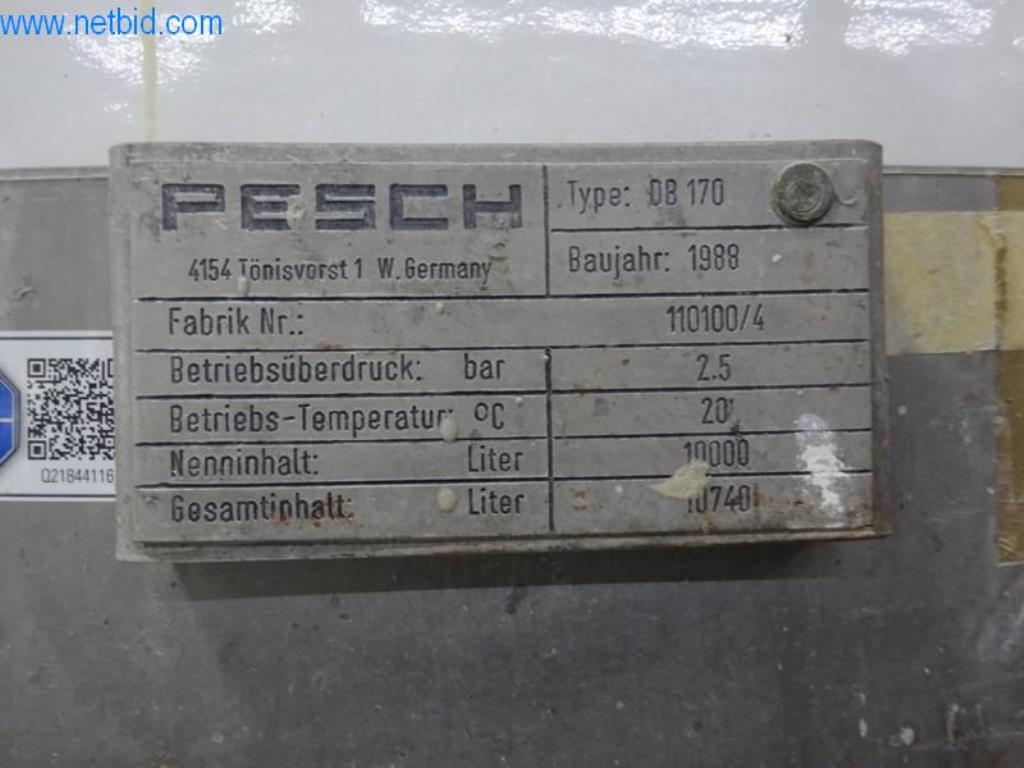 www.netbid.com
PESCH
4154 Tönisvorst 1 W. Germany
Type: DB 170
Baujahr: 1988
Fabrik Nr.: 110100/4
Betriebsüberdruck: bar 2.5
Betriebs-Temperatur: °C 20
Nenninhalt: Liter 10000
Gesamtinhalt: Liter 10740
Q21844116